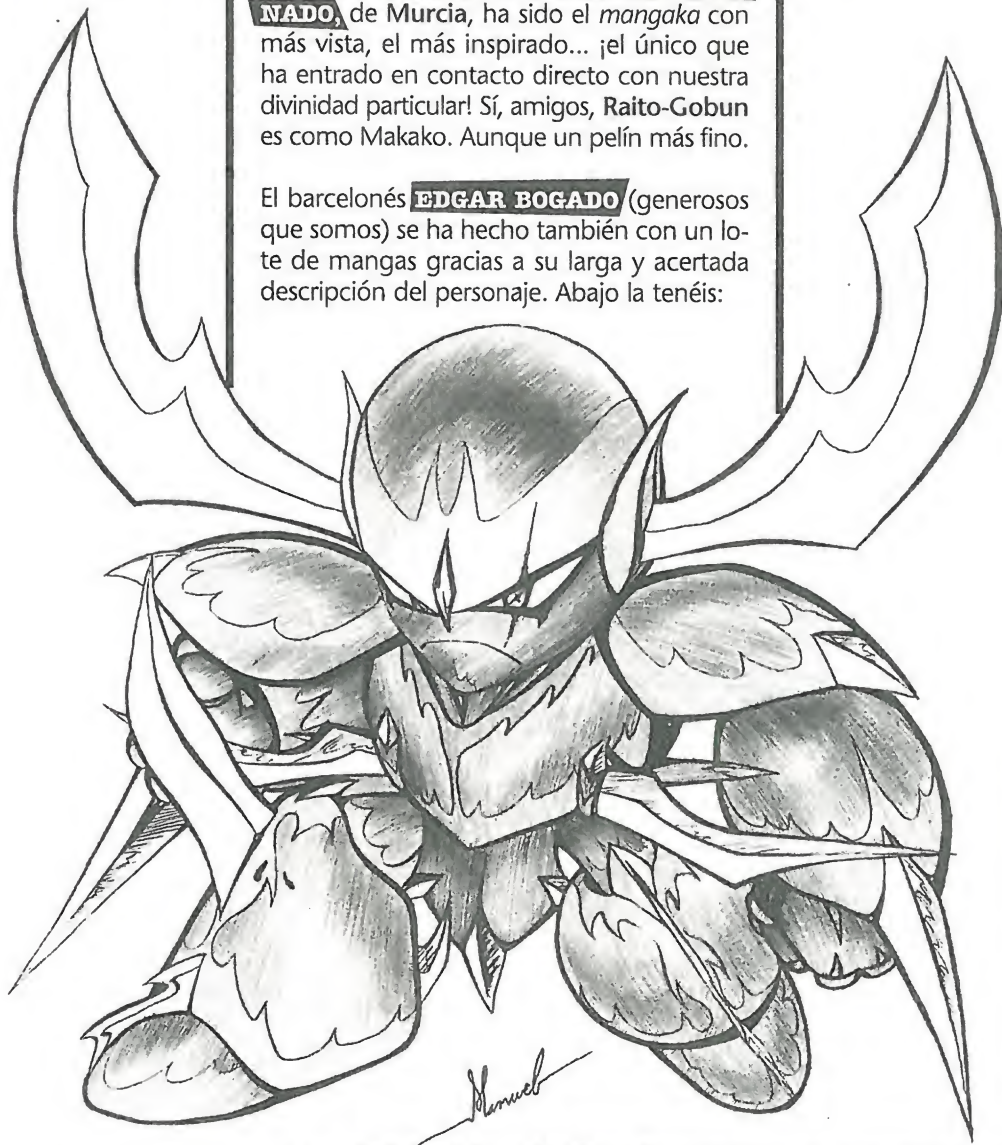 NADO, de Murcia, ha sido el mangaka con
más vista, el más inspirado... ¡el único que
ha entrado en contacto directo con nuestra
divinidad particular! Sí, amigos, Raito-Gobun
es como Makako. Aunque un pelín más fino.
El barcelonés EDGAR BOGADO (generosos
que somos) se ha hecho también con un lo-
te de mangas gracias a su larga y acertada
descripción del personaje. Abajo la tenéis:
Manuel